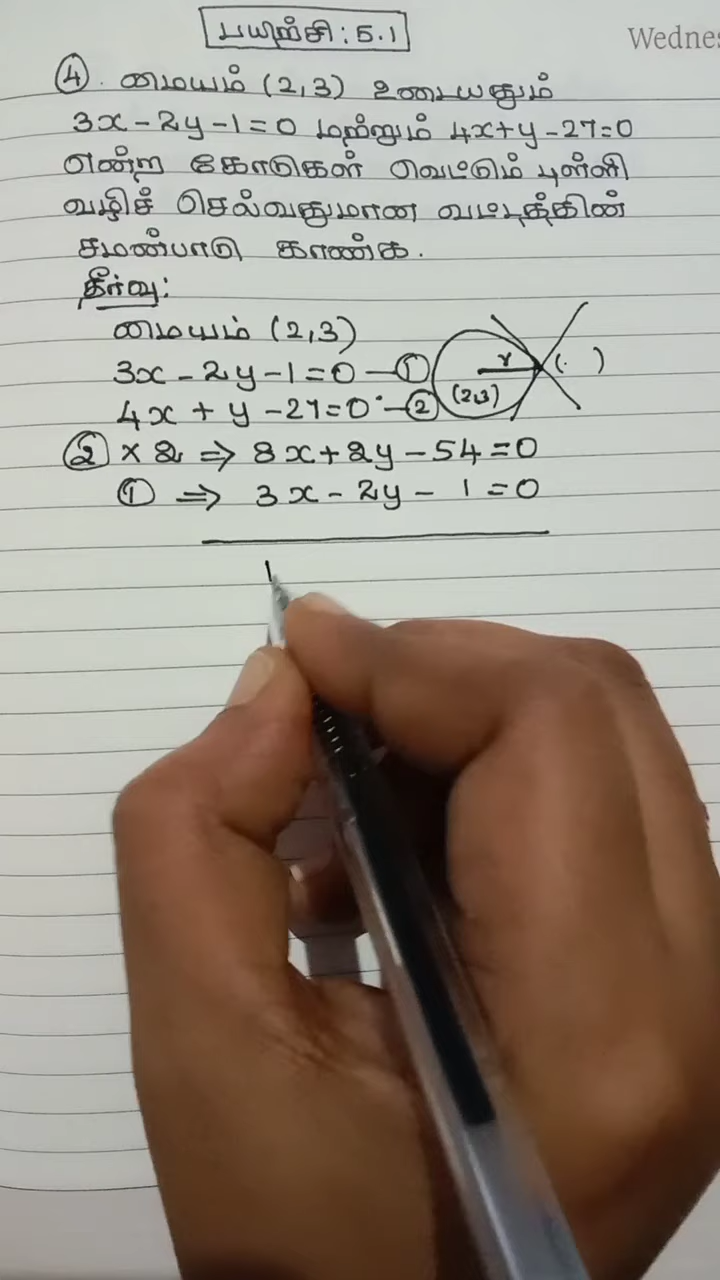 பயிற்சி: 5.1
Wednes
④. மையம் (2,3) உடையதும்
3x - 2y - 1 = 0 மற்றும் 4x + y - 27 = 0
என்ற கோடுகள் வெட்டும் புள்ளி
வழிச் செல்வதுமான வட்டத்தின்
சமன்பாடு காண்க.
தீர்வு:
மையம் (2,3)
3x - 2y - 1 = 0 — ①
4x + y - 27 = 0 — ②
r
(2,3)
(. )
② × 2 ⇒ 8x + 2y - 54 = 0
① ⇒ 3x - 2y - 1 = 0
1